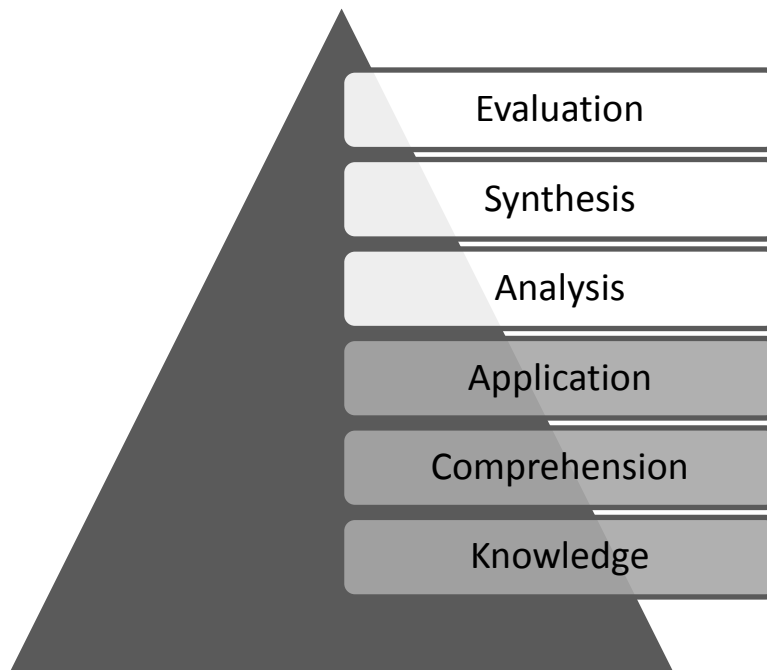 Evaluation
Synthesis
Analysis
Application
Comprehension
Knowledge